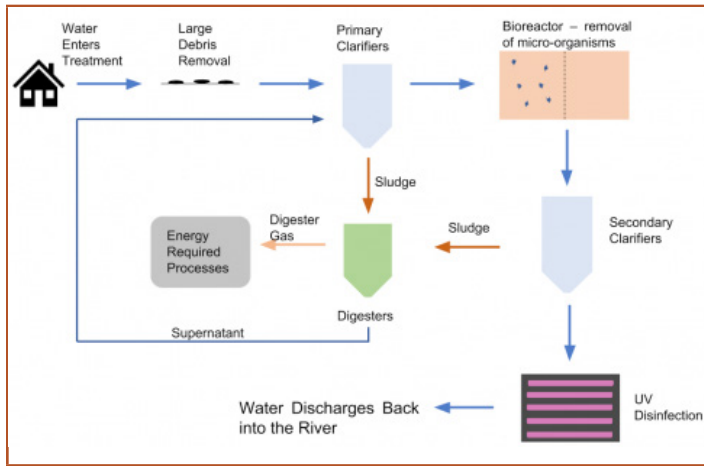 Water
Enters
Treatment
Large
Debris
Removal
Primary
Clarifiers
Bioreactor – removal
of micro-organisms
Sludge
Secondary
Clarifiers
Sludge
Digester
Gas
Energy
Required
Processes
Digesters
Supernatant
UV
Disinfection
Water Discharges Back
into the River